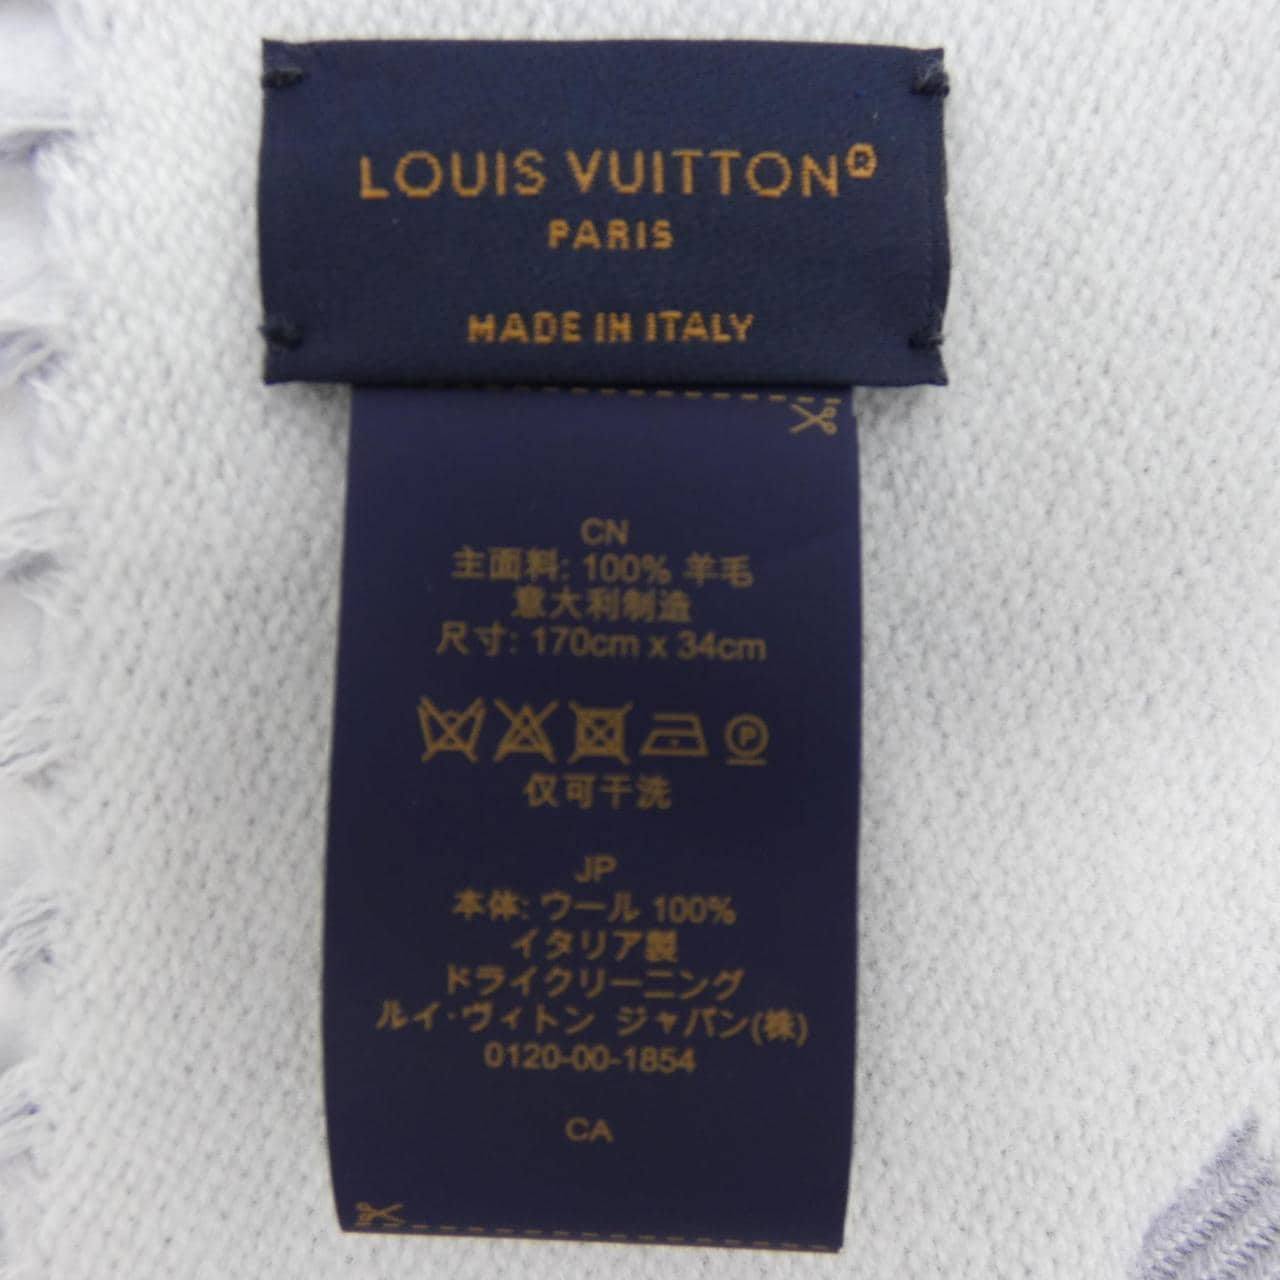 LOUIS VUITTON®
PARIS
MADE IN ITALY
CN
主面料: 100% 羊毛
意大利制造
尺寸: 170cm x 34cm
P
仅可干洗
JP
本体: ウール 100%
イタリア製
ドライクリーニング
ルイ･ヴィトン ジャパン(株)
0120-00-1854
CA